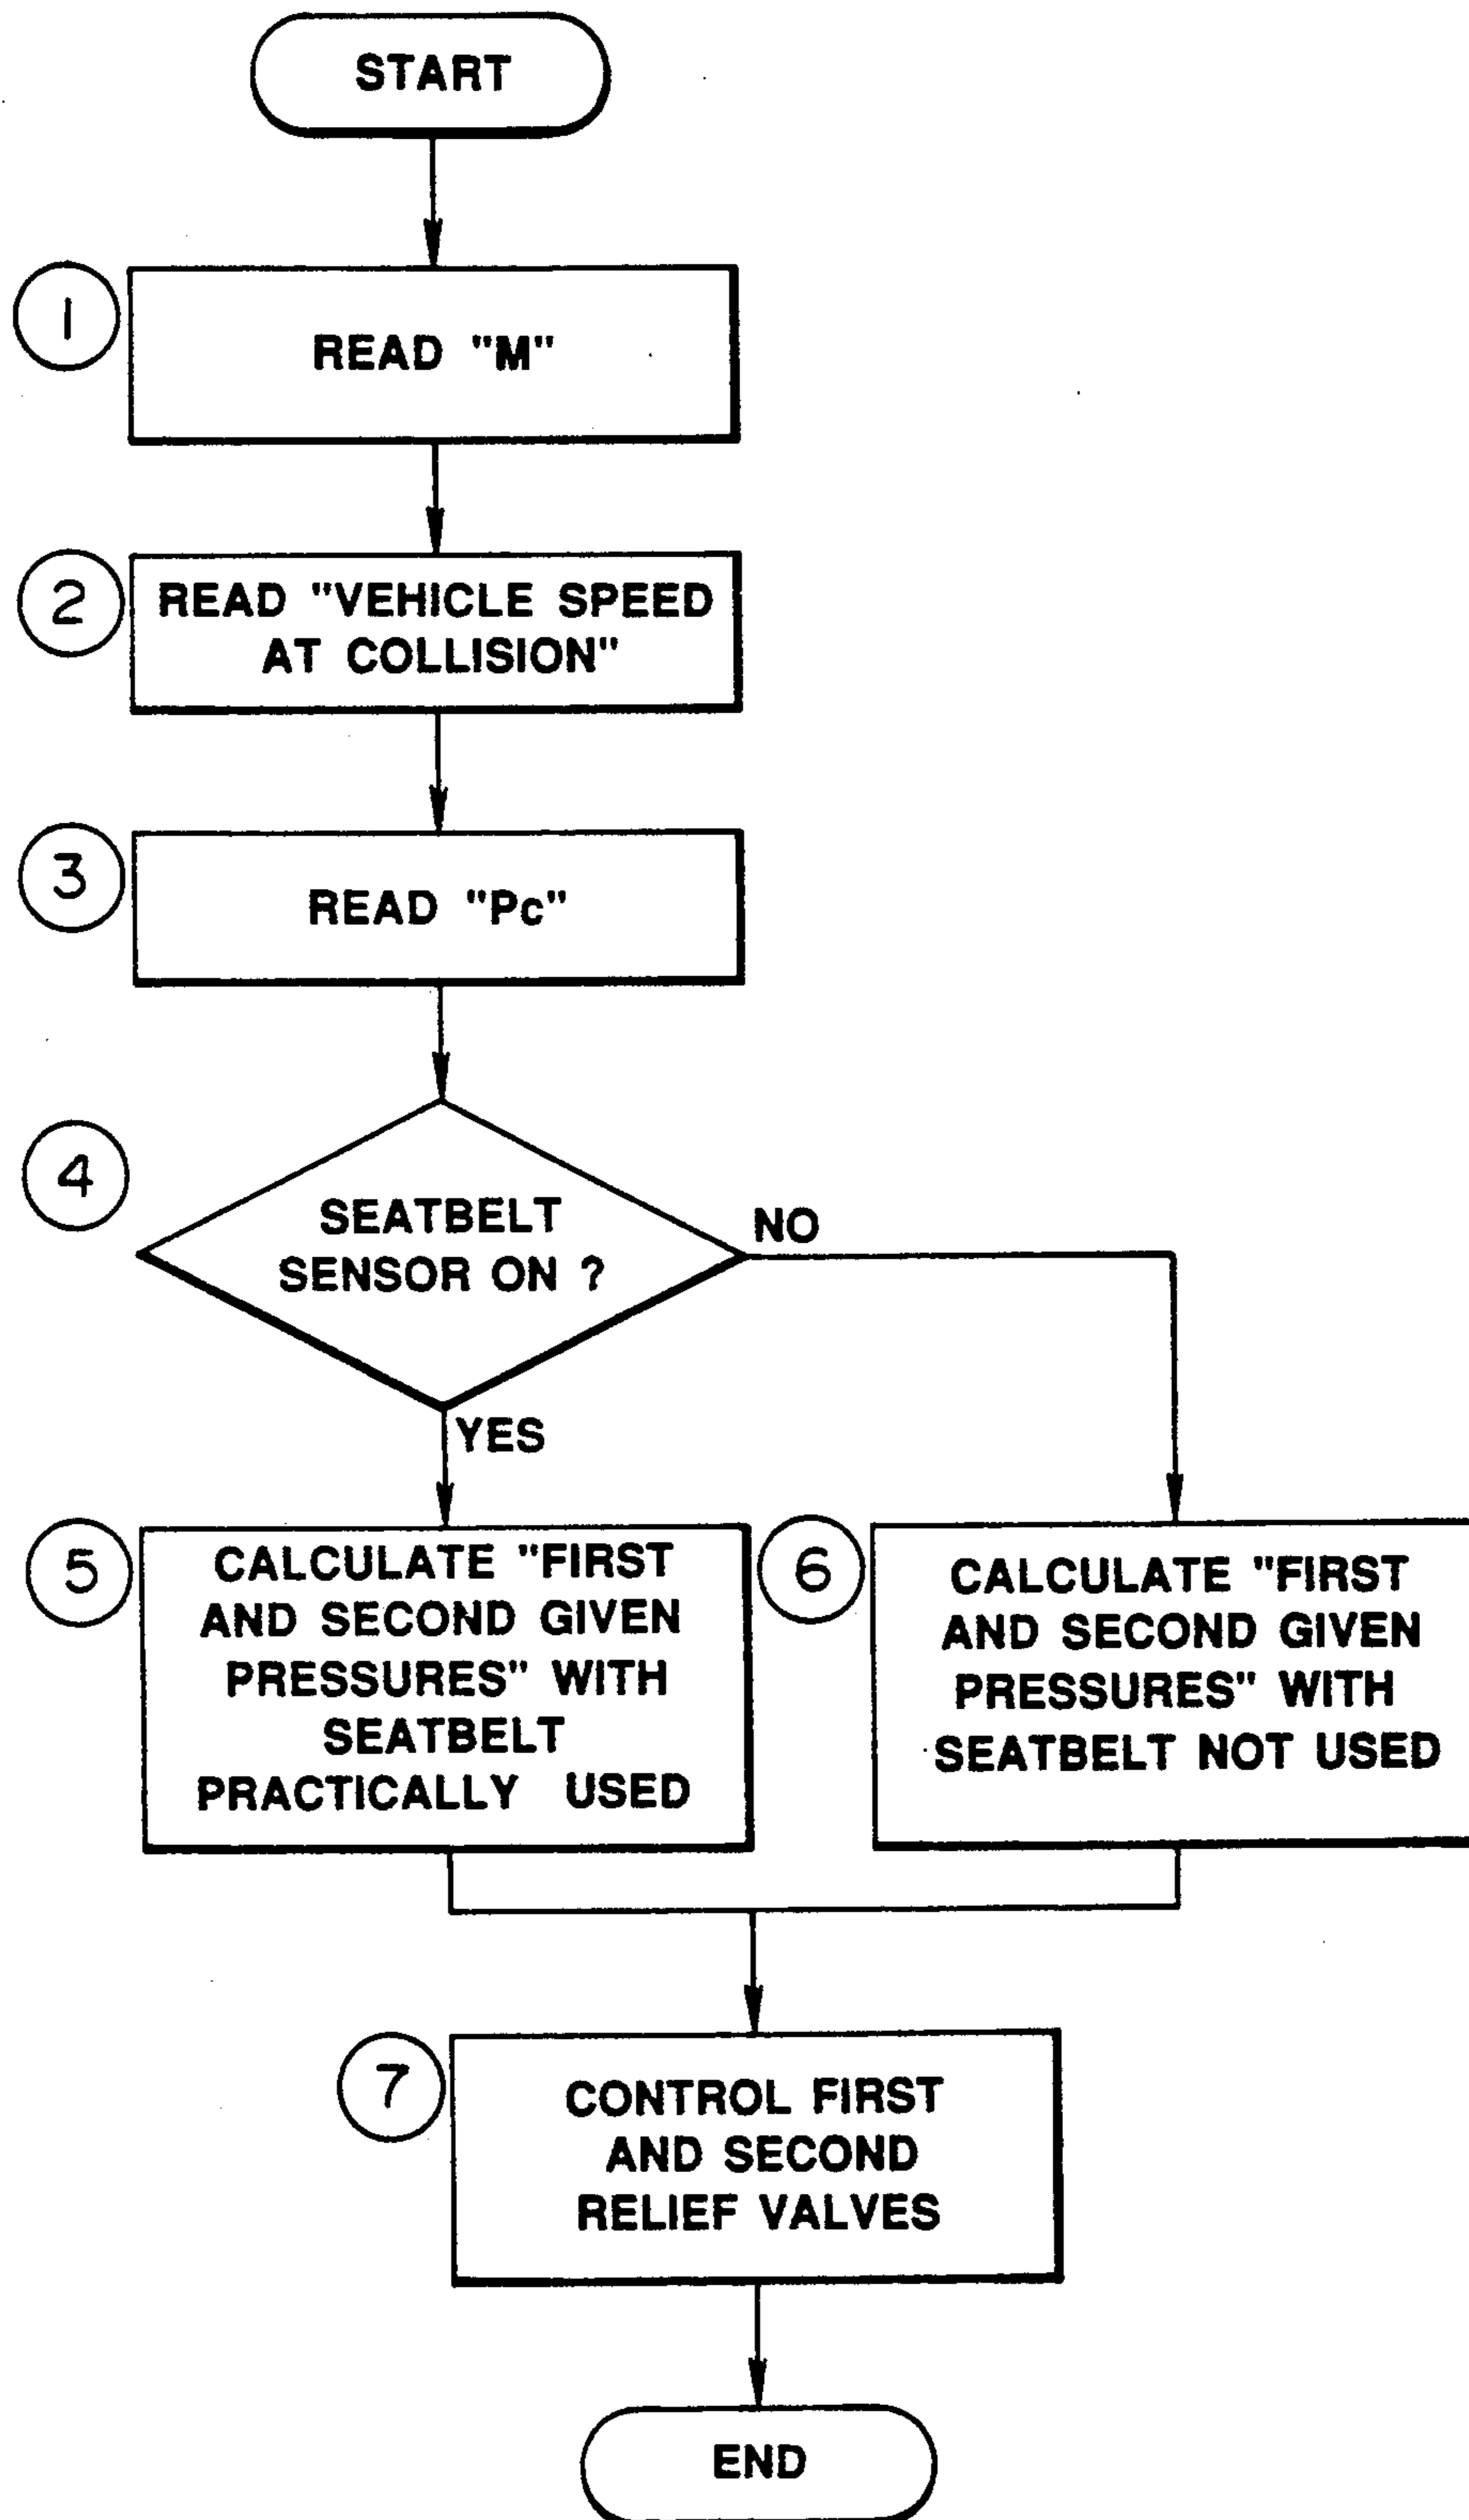 START
1
READ "M"
2
READ "VEHICLE SPEED
AT COLLISION"
3
READ "Pc"
4
SEATBELT
SENSOR ON ?
NO
YES
5
CALCULATE "FIRST
AND SECOND GIVEN
PRESSURES" WITH
SEATBELT
PRACTICALLY USED
6
CALCULATE "FIRST
AND SECOND GIVEN
PRESSURES" WITH
SEATBELT NOT USED
7
CONTROL FIRST
AND SECOND
RELIEF VALVES
END